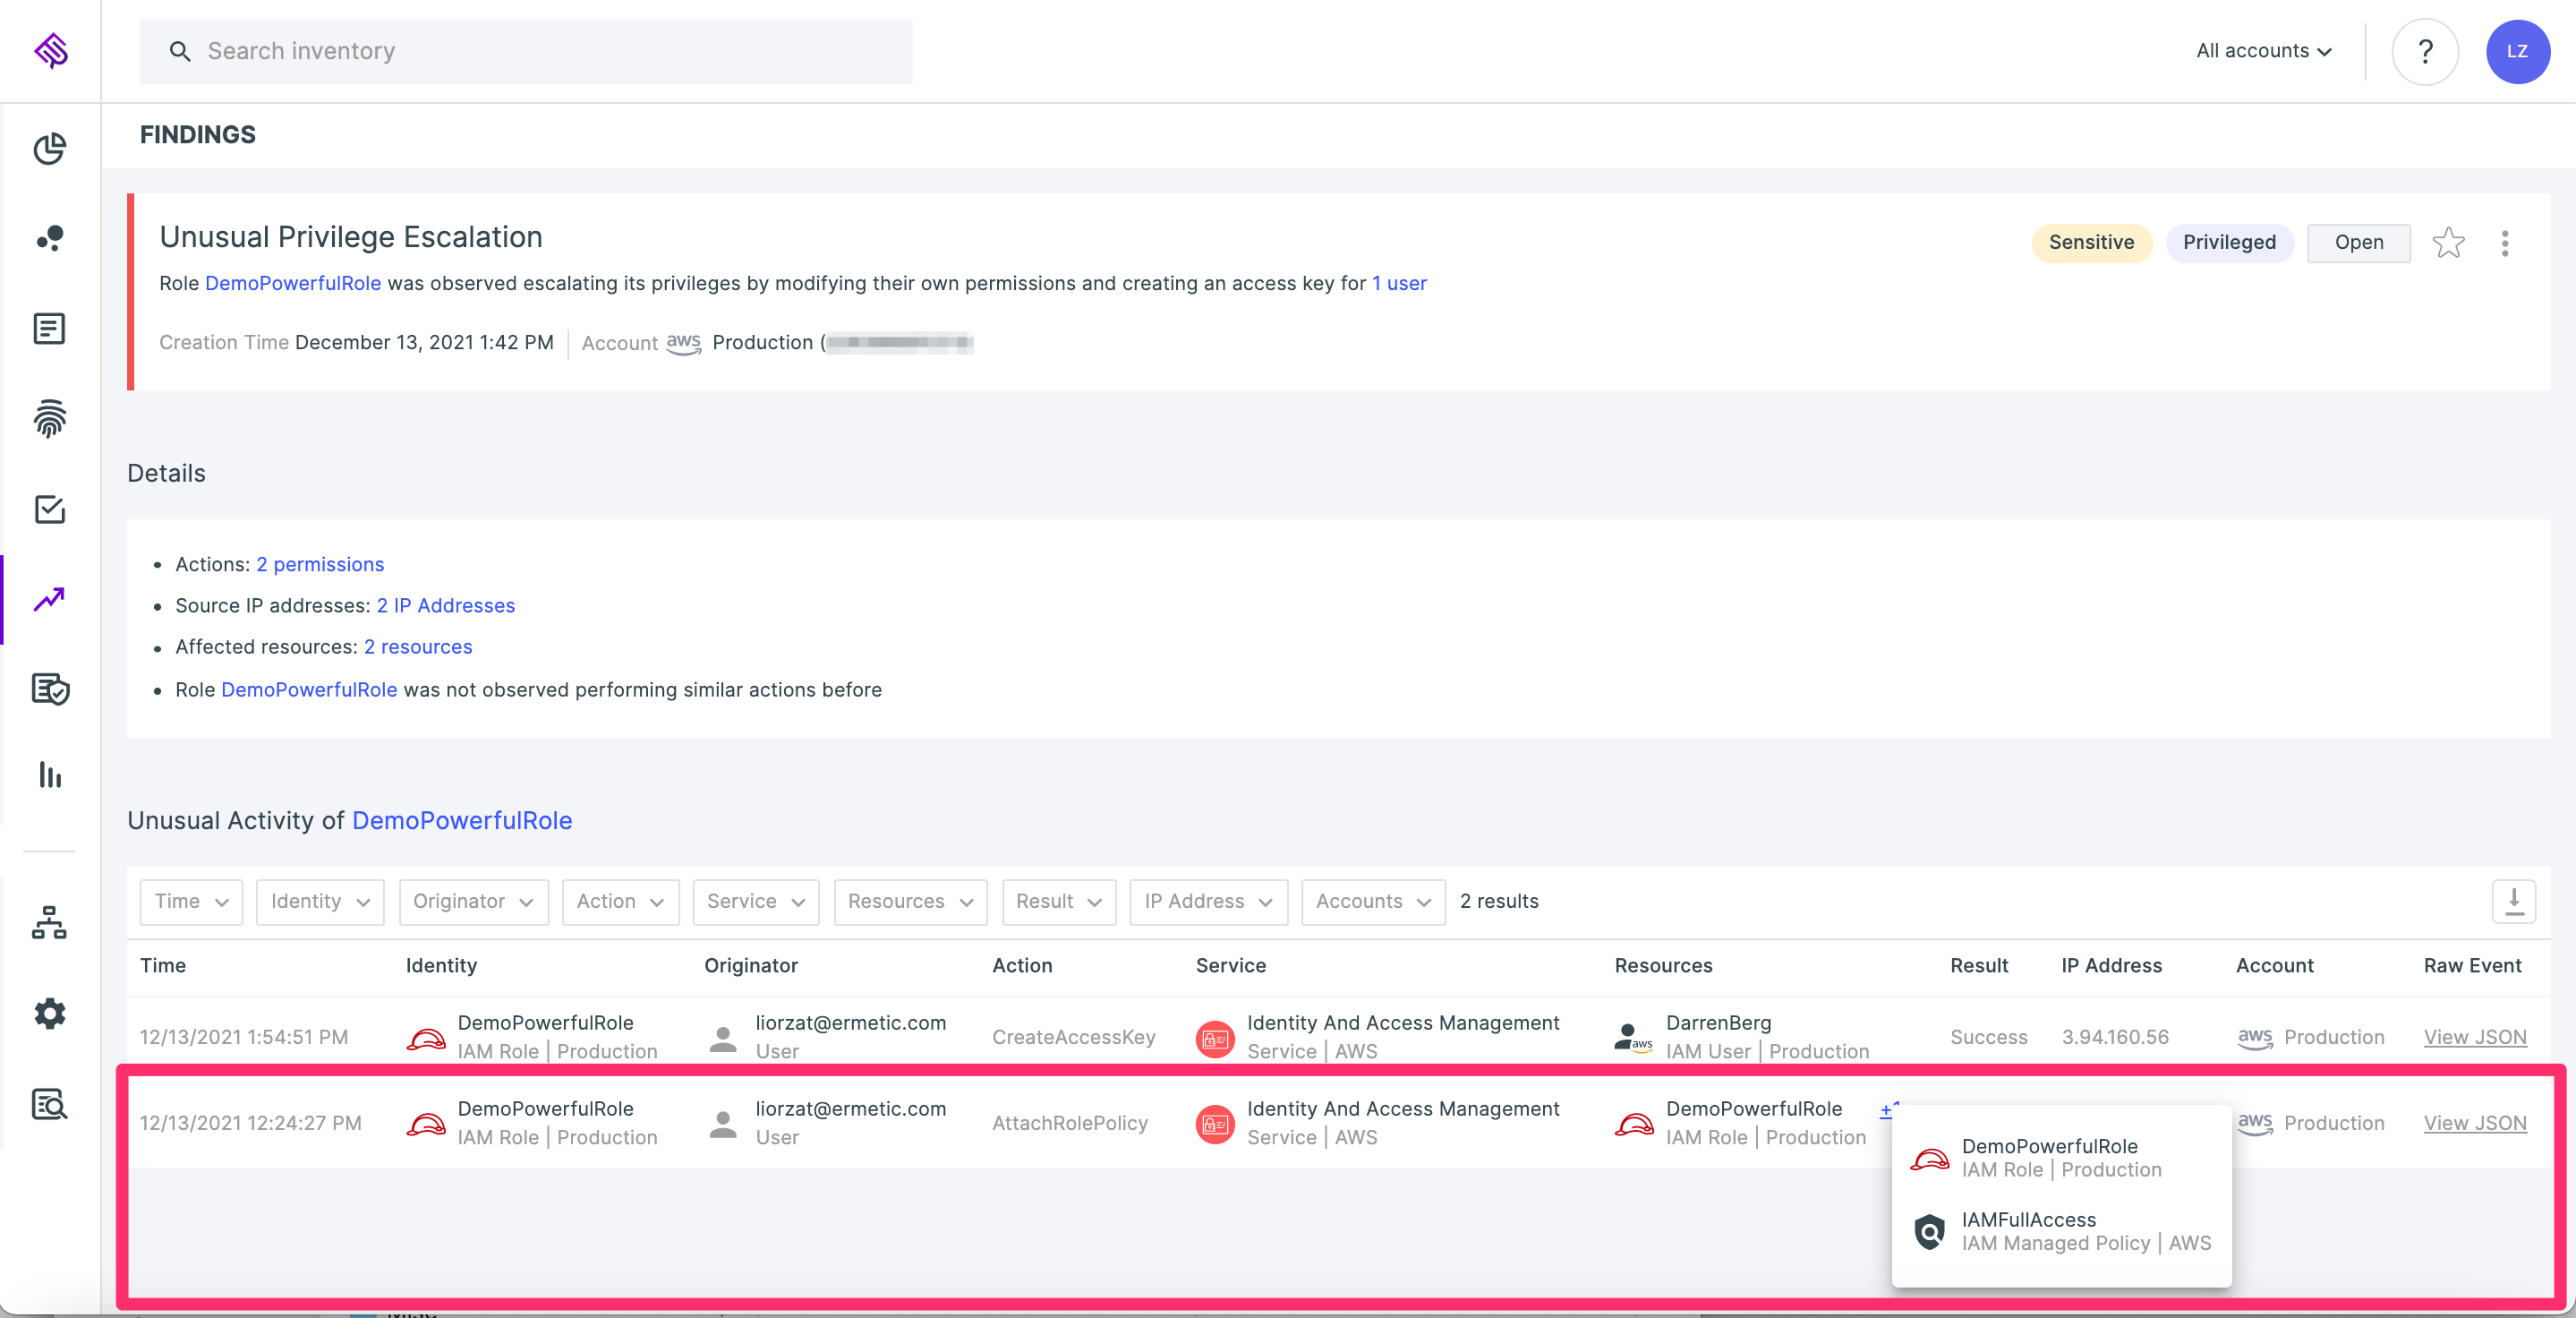 Search inventory
All accounts
?
LZ
FINDINGS
Unusual Privilege Escalation
Sensitive
Privileged
Open
Role DemoPowerfulRole was observed escalating its privileges by modifying their own permissions and creating an access key for 1 user
Creation Time December 13, 2021 1:42 PM
Account aws Production (
Details
• Actions: 2 permissions
• Source IP addresses: 2 IP Addresses
• Affected resources: 2 resources
• Role DemoPowerfulRole was not observed performing similar actions before
Unusual Activity of DemoPowerfulRole
Time Identity Originator Action Service Resources Result IP Address Accounts 2 results
Time Identity Originator Action Service Resources Result IP Address Account Raw Event
12/13/2021 1:54:51 PM DemoPowerfulRole liorzat@ermetic.com CreateAccessKey Identity And Access Management DarrenBerg Success 3.94.160.56 aws Production View JSON
IAM Role | Production User Service | AWS aws IAM User | Production
12/13/2021 12:24:27 PM DemoPowerfulRole liorzat@ermetic.com AttachRolePolicy Identity And Access Management DemoPowerfulRole aws Production View JSON
IAM Role | Production User Service | AWS IAM Role | Production
DemoPowerfulRole
IAM Role | Production
IAMFullAccess
IAM Managed Policy | AWS